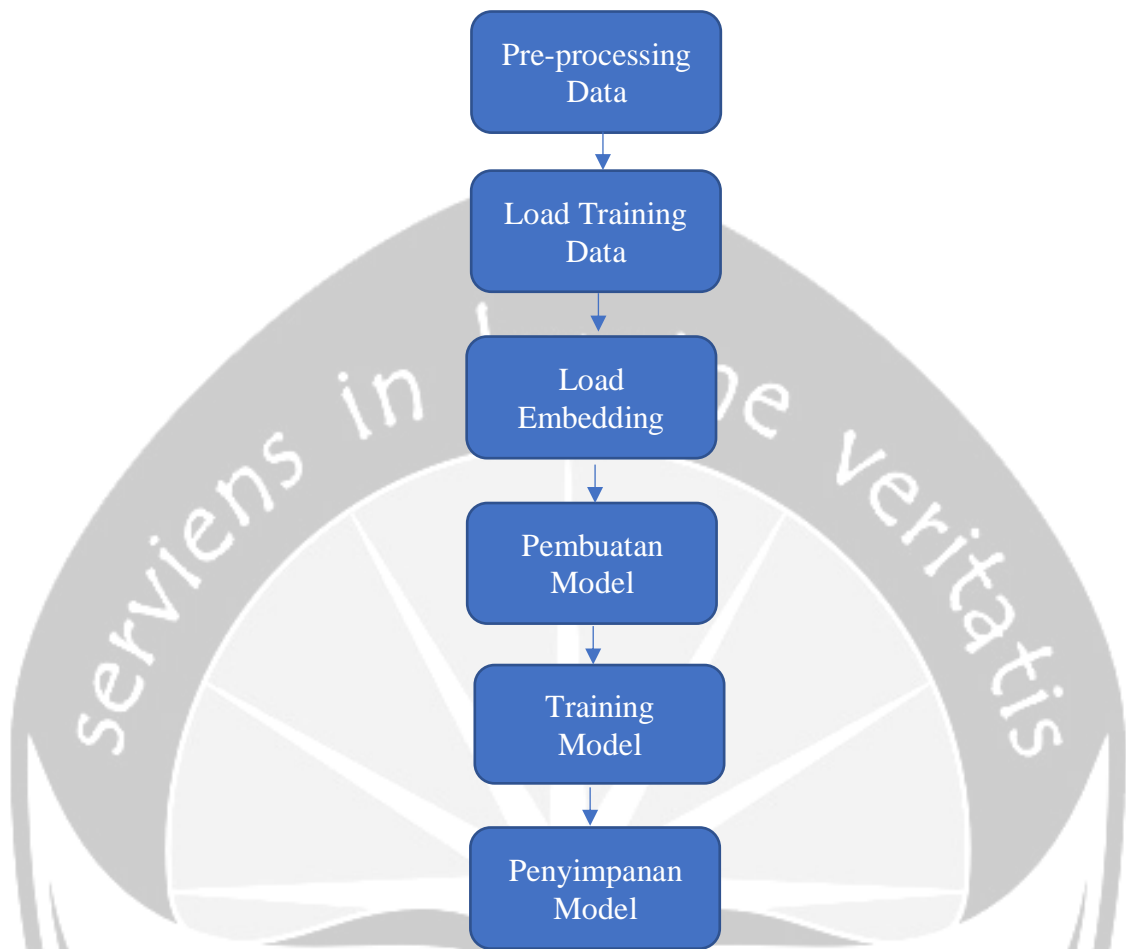 Pre-processing
Data
Load Training
Data
Load
Embedding
Pembuatan
Model
Training
Model
Penyimpanan
Model
serviens in
veritatis